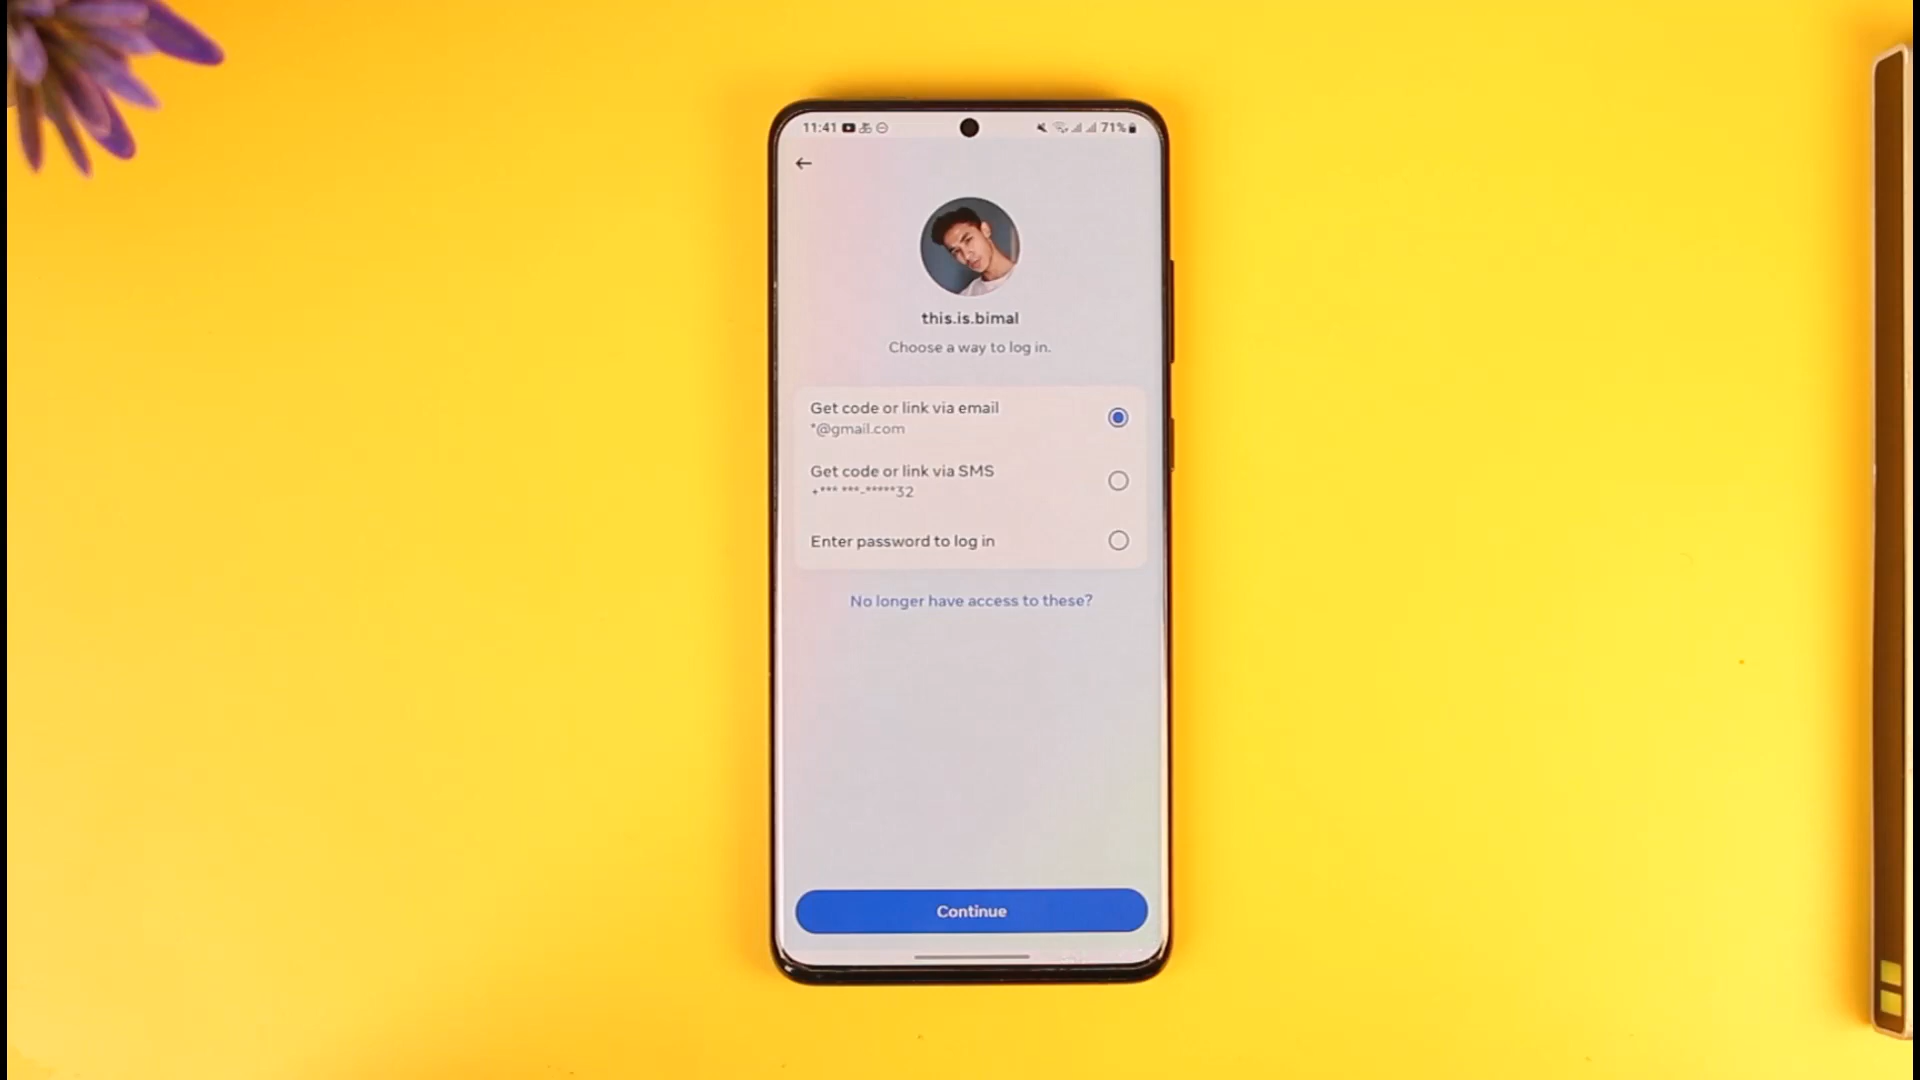 11:41 71%
this.is.bimal
Choose a way to log in.
Get code or link via email
*@gmail.com
Get code or link via SMS
+*** ***-*****32
Enter password to log in
No longer have access to these?
Continue